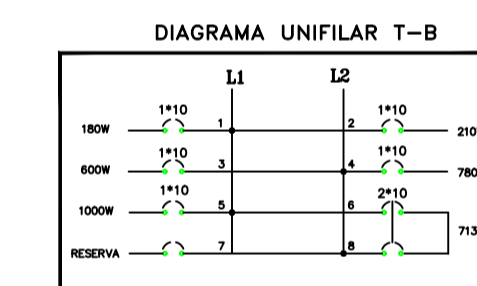 DIAGRAMA UNIFILAR T-B
L1 L2
1*10 1*10
180W 1 2 210
1*10 1*10
600W 3 4 780
1*10 2*10
1000W 5 6
713
RESERVA 7 8